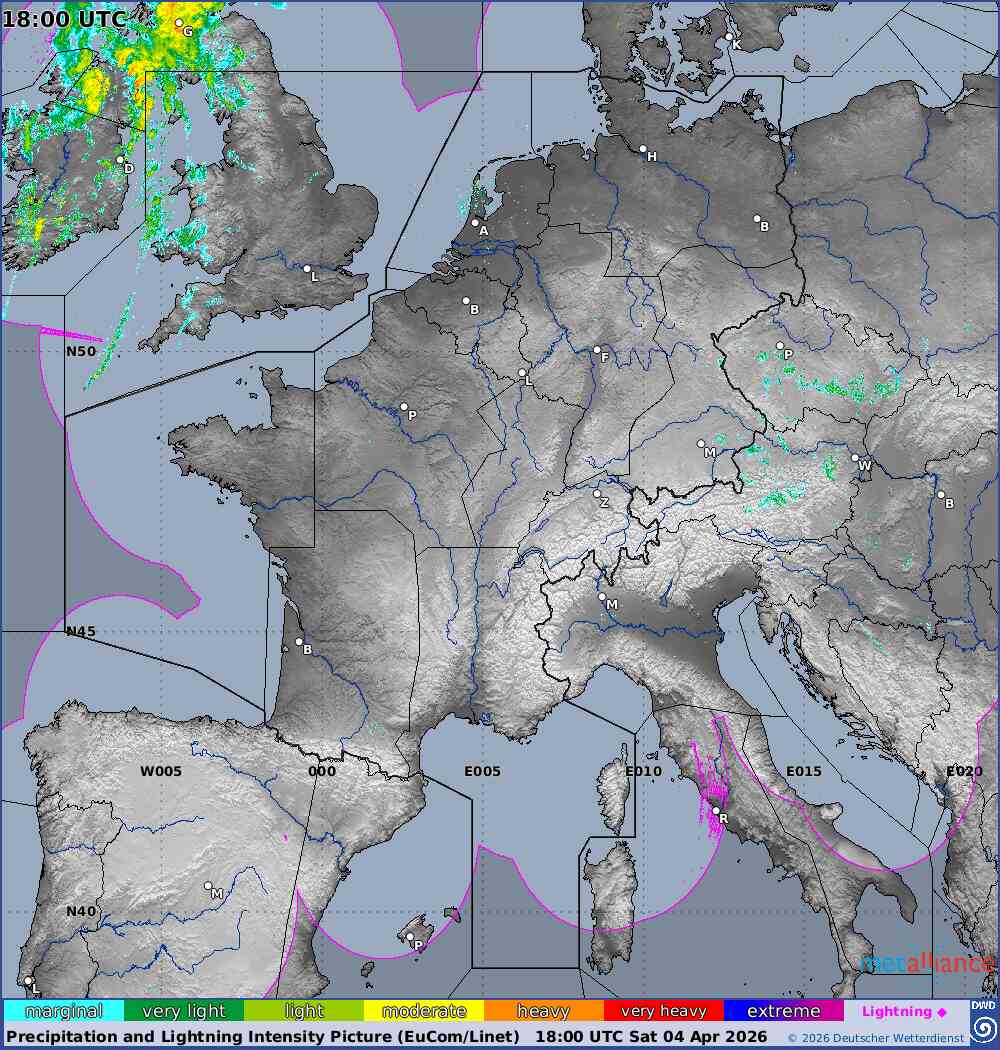 18:00 UTC
G
K
D
H
A
B
L
B
N50
F
P
L
P
M
W
Z
B
M
N45
B
W005
000
E005
E010
E015
E020
R
M
N40
P
L
metalliance
marginal
very light
light
moderate
heavy
very heavy
extreme
Lightning
DWD
Precipitation and Lightning Intensity Picture (EuCom/Linet) 18:00 UTC Sat 04 Apr 2026 © 2026 Deutscher Wetterdienst